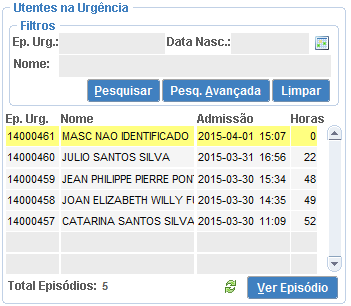 Utentes na Urgência
Filtros
Ep. Urg.: Data Nasc.:
Nome:
Pesquisar Pesq. Avançada Limpar
Ep. Urg. Nome Admissão Horas
14000461 MASC NAO IDENTIFICADO 2015-04-01 15:07 0
14000460 JULIO SANTOS SILVA 2015-03-31 16:56 22
14000459 JEAN PHILIPPE PIERRE PON 2015-03-30 15:34 48
14000458 JOAN ELIZABETH WILLY FU 2015-03-30 14:35 49
14000457 CATARINA SANTOS SILVA 2015-03-30 11:09 52
Total Episódios: 5 Ver Episódio